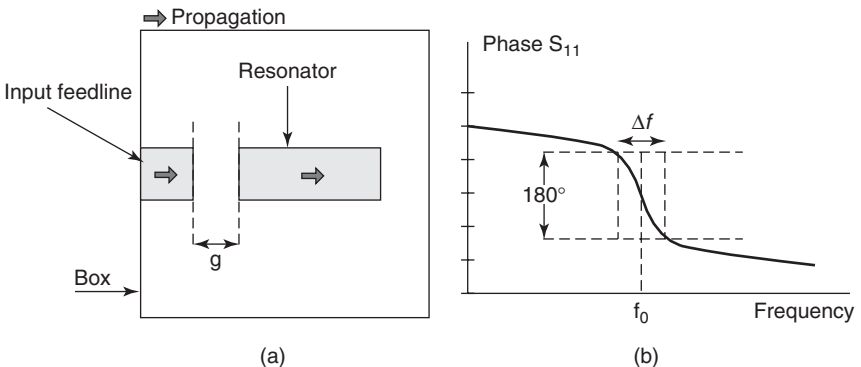 Propagation
Input feedline
Resonator
g
Box
(a)
Phase S₁₁
Δf
180°
f₀
Frequency
(b)